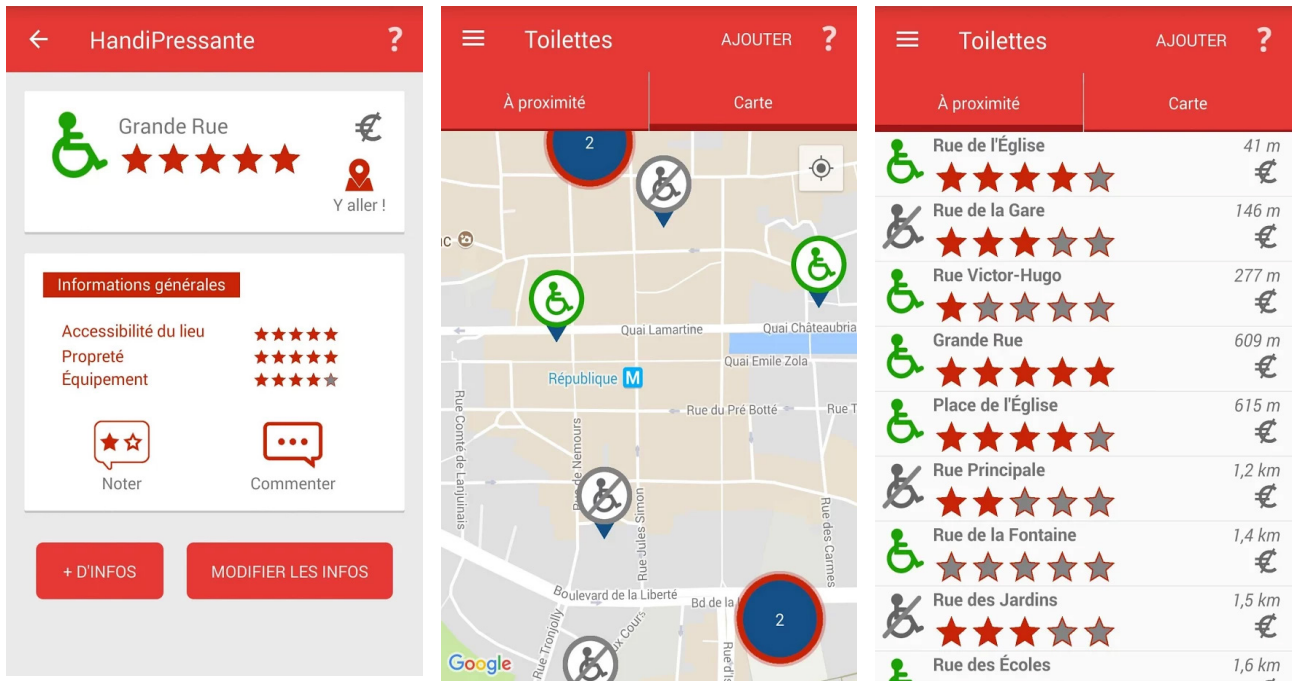 HandiPressante ?
Grande Rue
€
Y aller !
Informations générales
Accessibilité du lieu
Propreté
Équipement
Noter
Commenter
+ D'INFOS
MODIFIER LES INFOS
Toilettes AJOUTER ?
À proximité Carte
2
Quai Lamartine
Quai Châteaubria
Quai Emile Zola
République M
Rue du Pré Botté
Rue T
Rue Comté de Lanjuinais
Rue de Nemours
Rue Jules Simon
Rue des Carmes
Boulevard de la Liberté
Bd de la
2
Rue Tronjolly
ux Cours
Rue d'Is
Google
Toilettes AJOUTER ?
À proximité Carte
Rue de l'Église 41 m
€
Rue de la Gare 146 m
€
Rue Victor-Hugo 277 m
€
Grande Rue 609 m
€
Place de l'Église 615 m
€
Rue Principale 1,2 km
€
Rue de la Fontaine 1,4 km
€
Rue des Jardins 1,5 km
€
Rue des Écoles 1,6 km